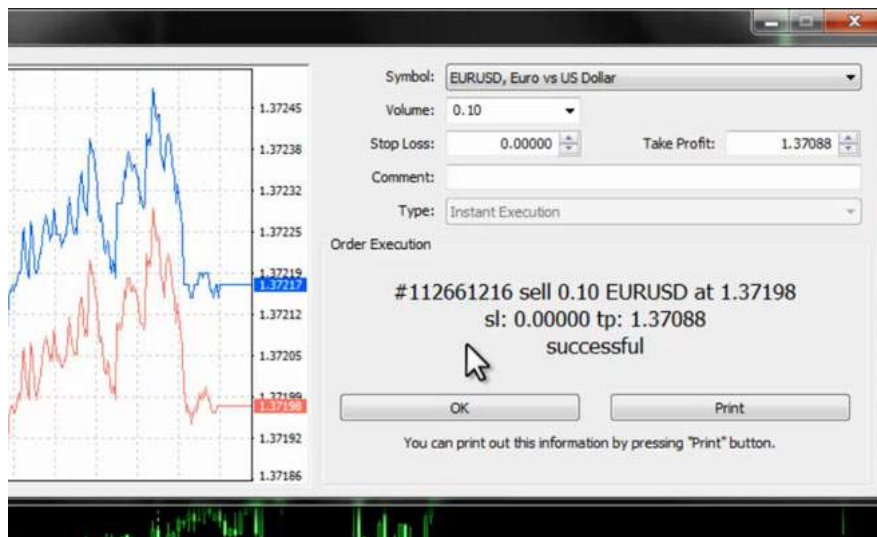 Symbol: EURUSD, Euro vs US Dollar
Volume: 0.10
Stop Loss: 0.00000 Take Profit: 1.37088
Comment:
Type: Instant Execution
Order Execution
#112661216 sell 0.10 EURUSD at 1.37198
sl: 0.00000 tp: 1.37088
successful
OK Print
You can print out this information by pressing "Print" button.
1.37245
1.37238
1.37232
1.37225
1.37219
1.37217
1.37212
1.37205
1.37199
1.37198
1.37192
1.37186